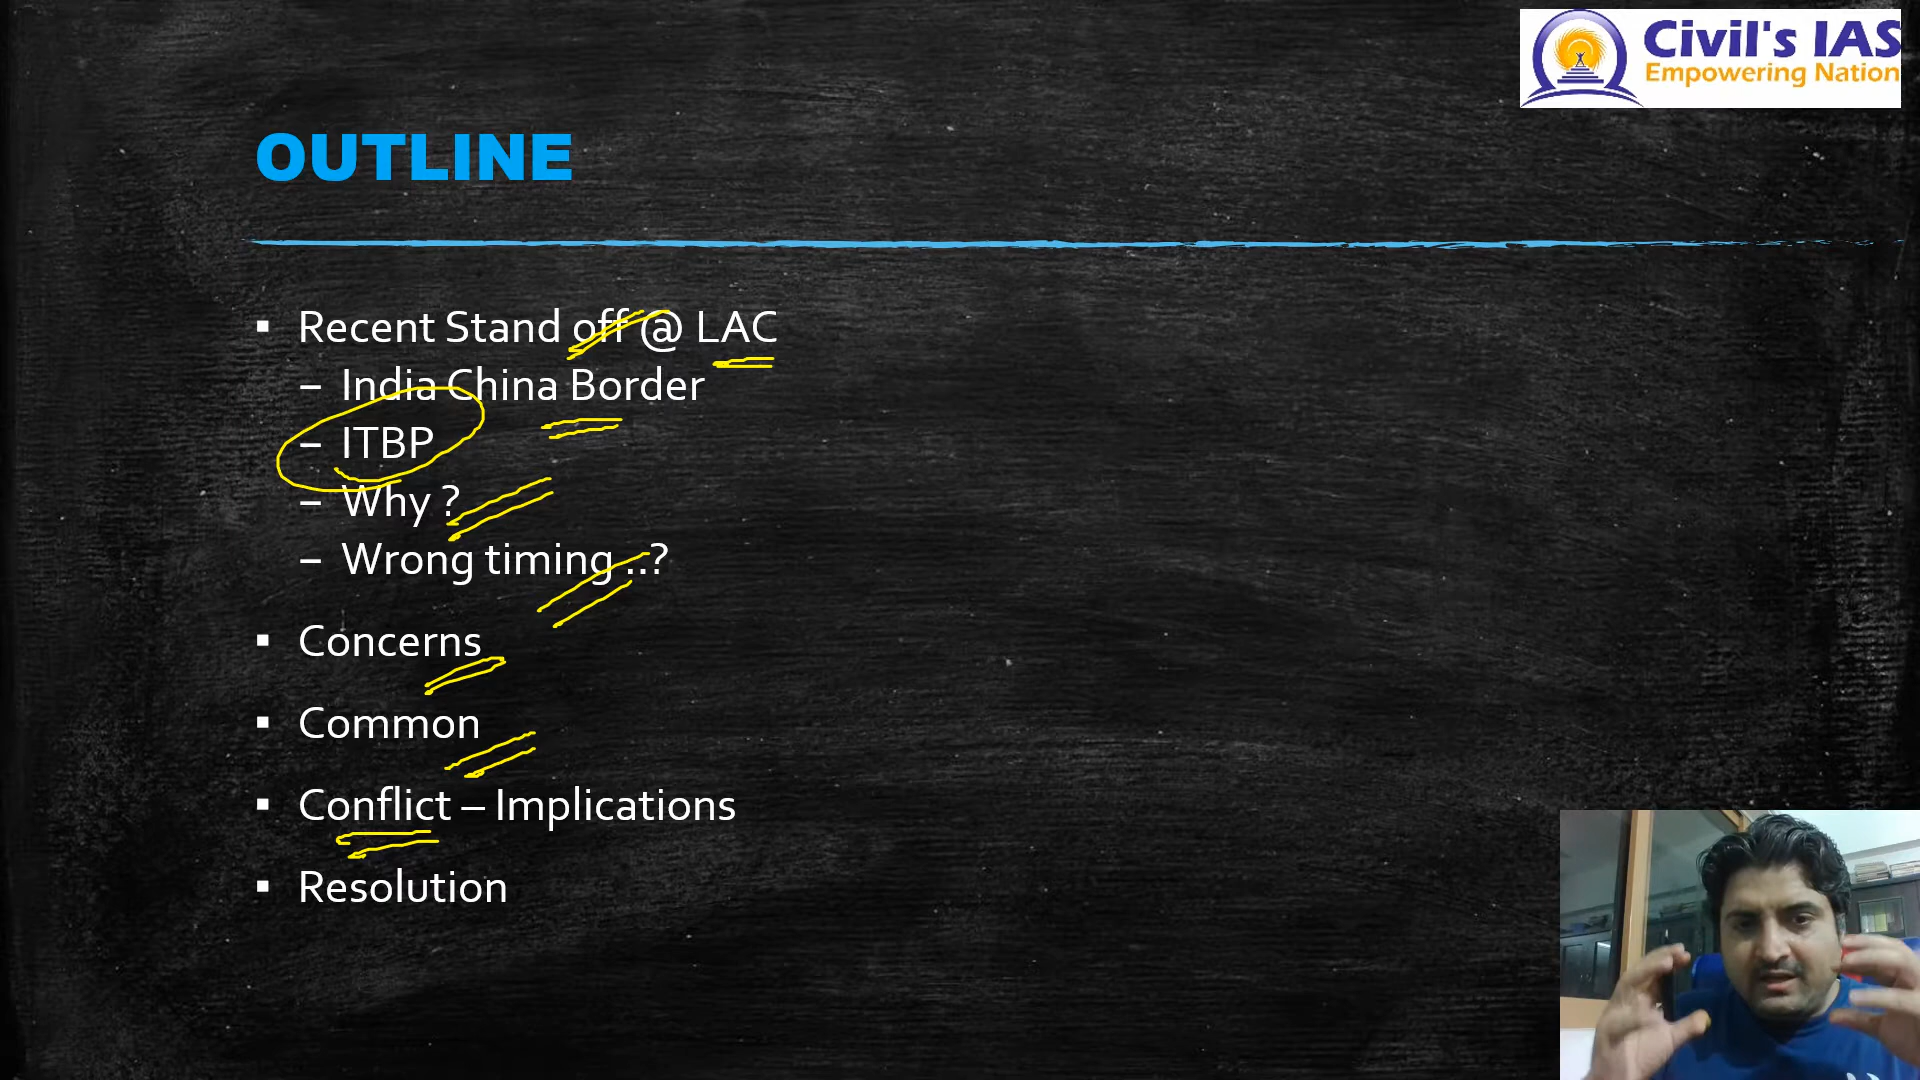 Civil's IAS
Empowering Nation
OUTLINE
▪ Recent Stand off @ LAC
– India China Border
– ITBP
– Why ?
– Wrong timing ..?
▪ Concerns
▪ Common
▪ Conflict – Implications
▪ Resolution